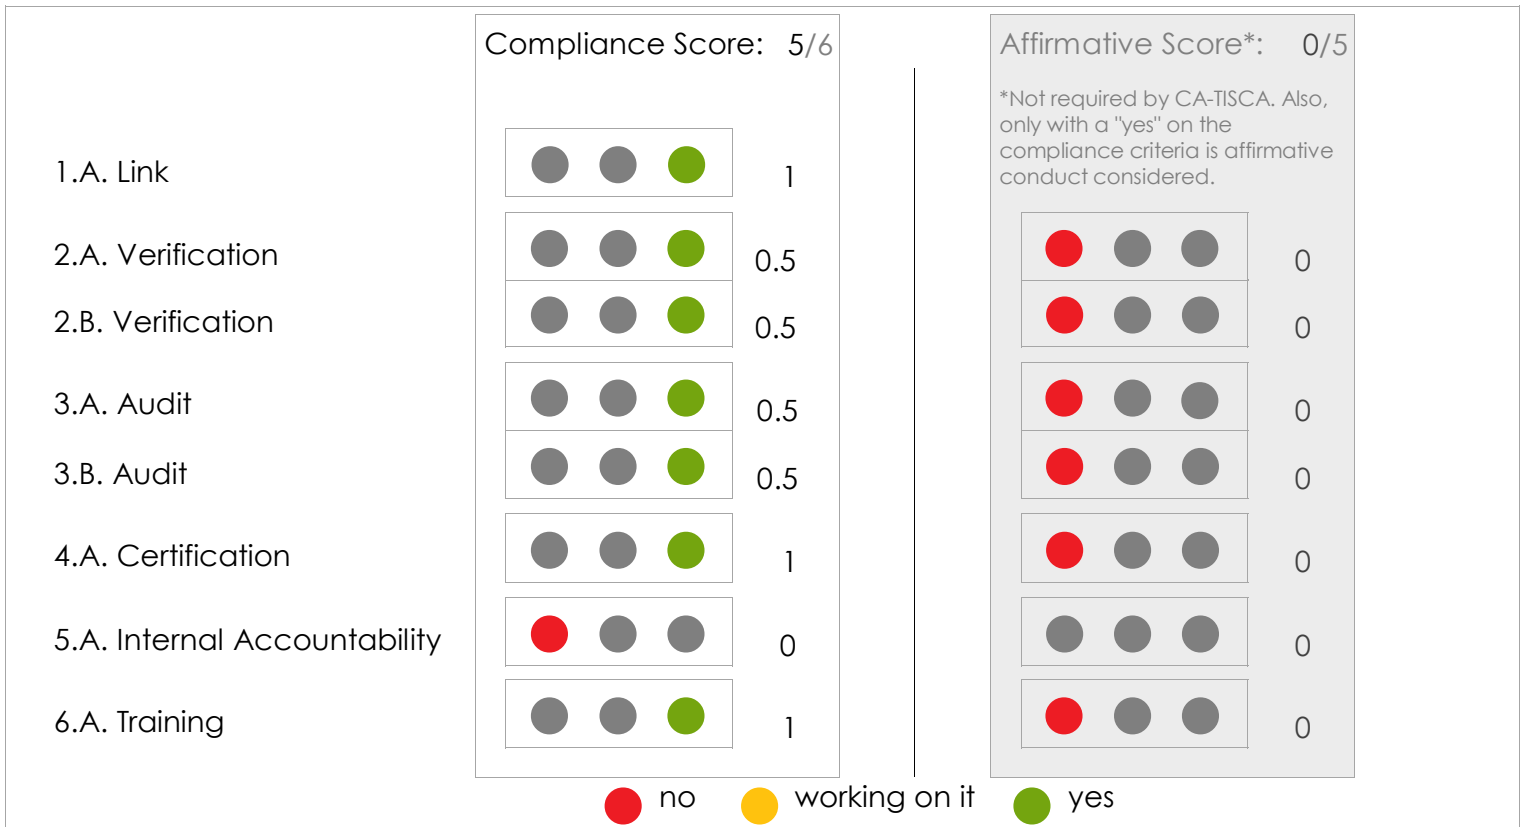 Compliance Score: 5/6
Affirmative Score*: 0/5
*Not required by CA-TISCA. Also,
only with a "yes" on the
compliance criteria is affirmative
conduct considered.
1.A. Link 1
2.A. Verification 0.5 0
2.B. Verification 0.5 0
3.A. Audit 0.5 0
3.B. Audit 0.5 0
4.A. Certification 1 0
5.A. Internal Accountability 0 0
6.A. Training 1 0
no working on it yes